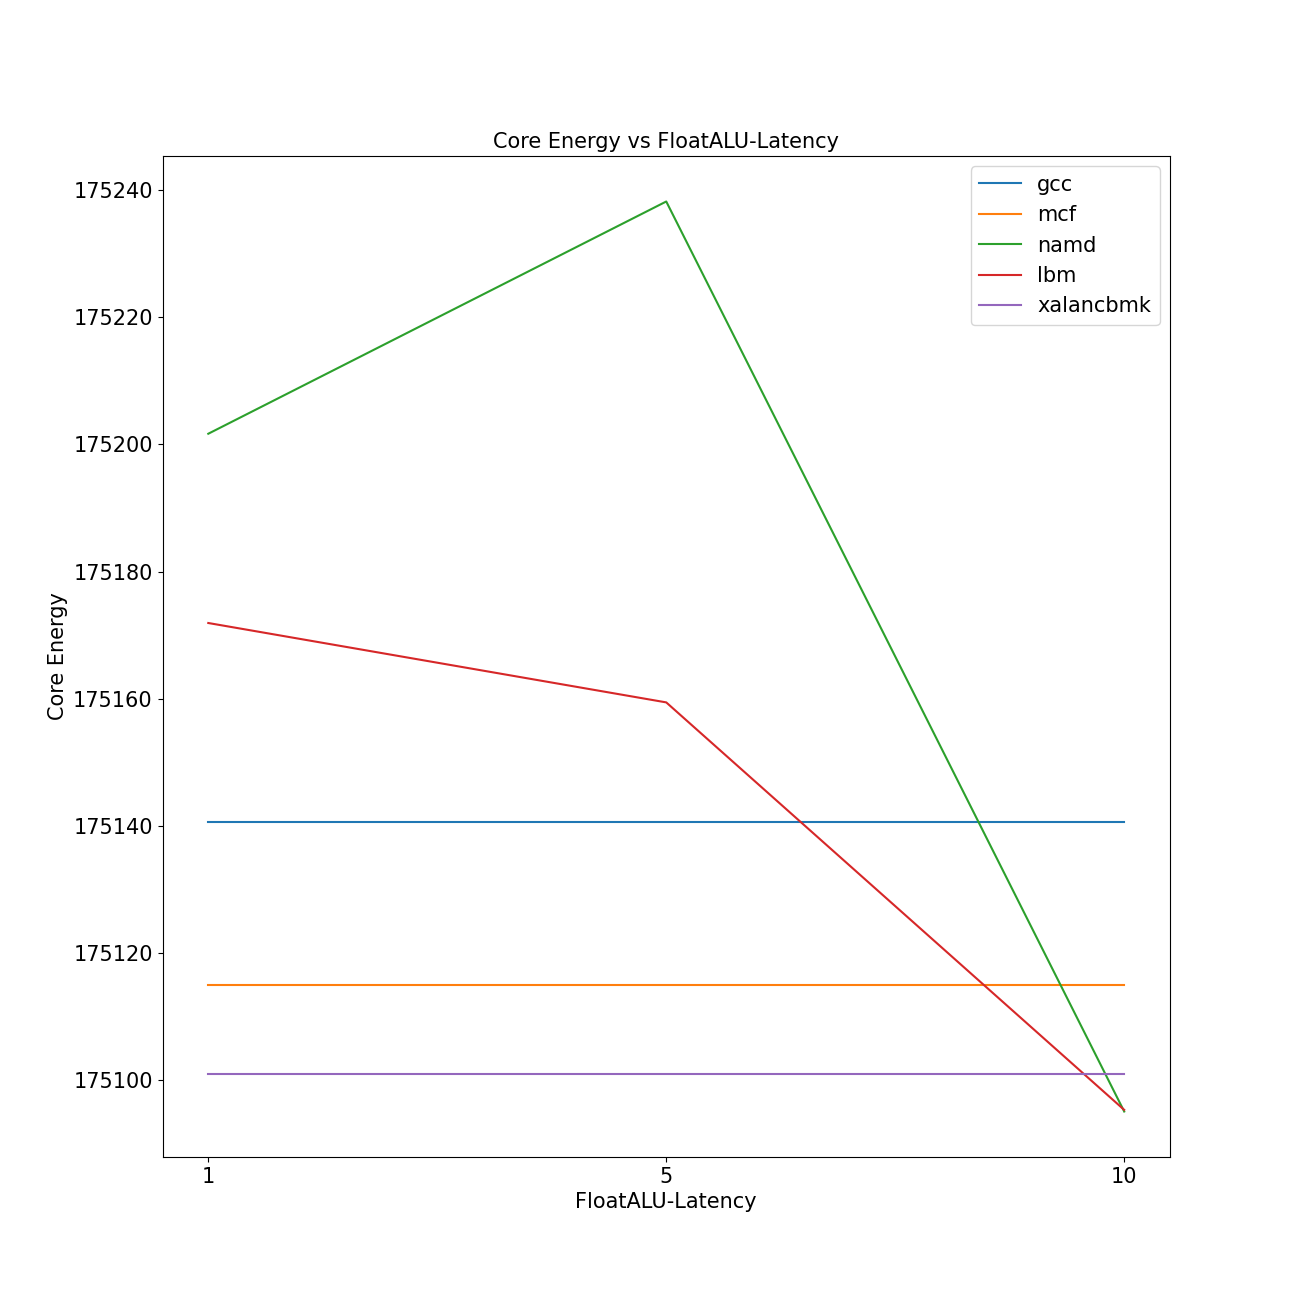 Core Energy vs FloatALU-Latency
gcc
mcf
namd
lbm
xalancbmk
175240
175220
175200
175180
175160
175140
175120
175100
Core Energy
1 5 10
FloatALU-Latency